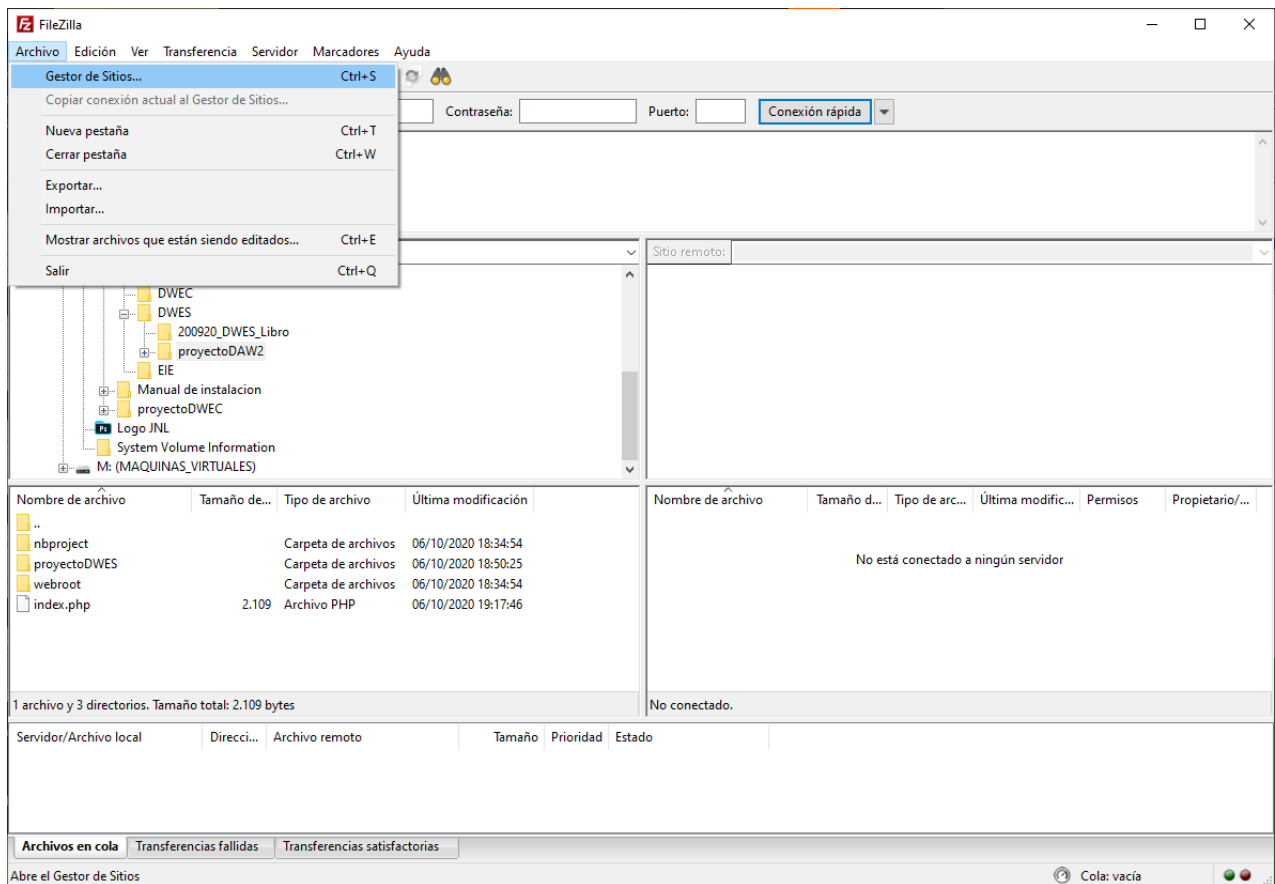 FileZilla
Archivo Edición Ver Transferencia Servidor Marcadores Ayuda
Gestor de Sitios... Ctrl+S
Copiar conexión actual al Gestor de Sitios...
Contraseña: Puerto: Conexión rápida
Nueva pestaña Ctrl+T
Cerrar pestaña Ctrl+W
Exportar...
Importar...
Mostrar archivos que están siendo editados... Ctrl+E
Salir Ctrl+Q
Sitio remoto:
DWEC
DWES
200920_DWES_Libro
proyectoDAW2
EIE
Manual de instalacion
proyectoDWEC
Ps Logo JNL
System Volume Information
M: (MAQUINAS_VIRTUALES)
Nombre de archivo Tamaño de... Tipo de archivo Última modificación
..
nbproject Carpeta de archivos 06/10/2020 18:34:54
proyectoDWES Carpeta de archivos 06/10/2020 18:50:25
webroot Carpeta de archivos 06/10/2020 18:34:54
index.php 2.109 Archivo PHP 06/10/2020 19:17:46
1 archivo y 3 directorios. Tamaño total: 2.109 bytes
Nombre de archivo Tamaño d... Tipo de arc... Última modific... Permisos Propietario/...
No está conectado a ningún servidor
No conectado.
Servidor/Archivo local Direcci... Archivo remoto Tamaño Prioridad Estado
Archivos en cola Transferencias fallidas Transferencias satisfactorias
Abre el Gestor de Sitios Cola: vacía